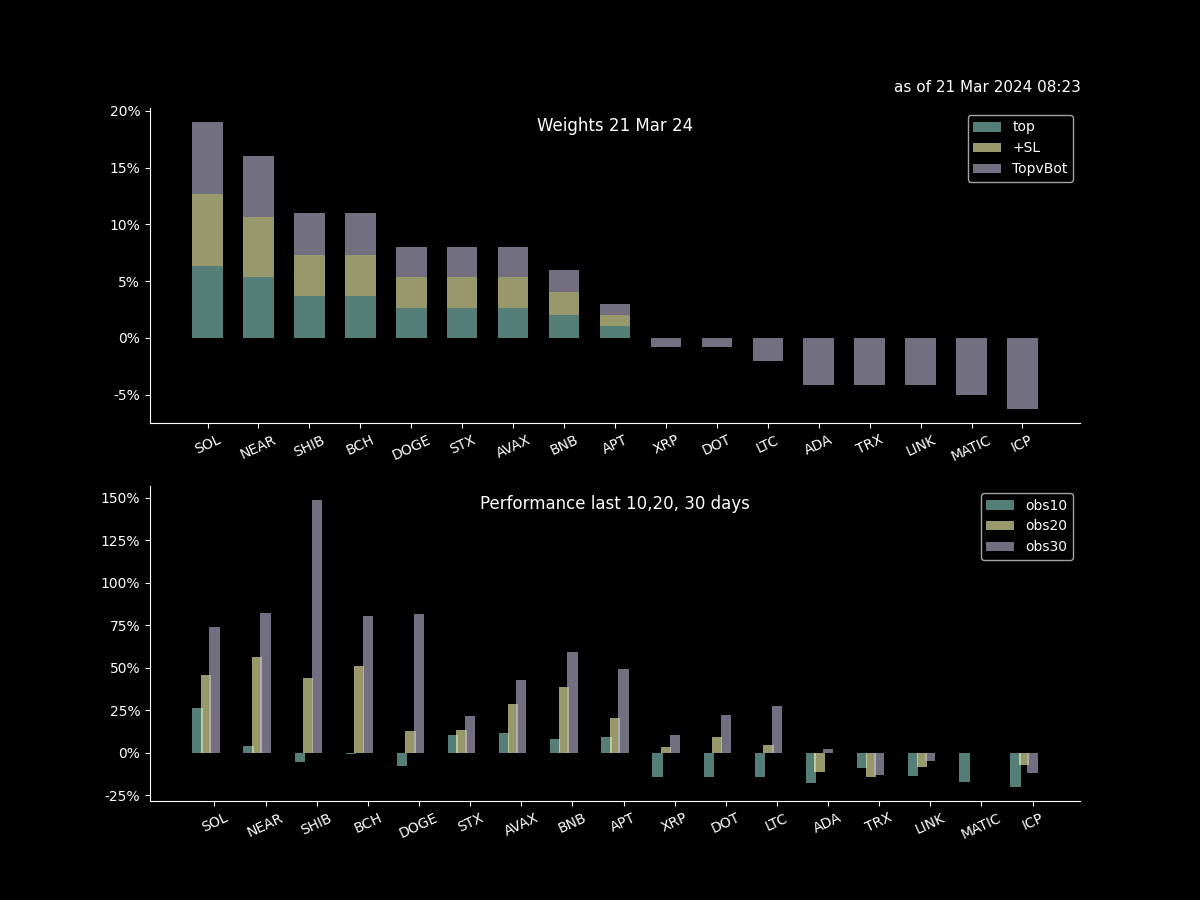 as of 21 Mar 2024 08:23
Weights 21 Mar 24
top
+SL
TopvBot
20%
15%
10%
5%
0%
-5%
SOL NEAR SHIB BCH DOGE STX AVAX BNB APT XRP DOT LTC ADA TRX LINK MATIC ICP
Performance last 10,20, 30 days
obs10
obs20
obs30
150%
125%
100%
75%
50%
25%
0%
-25%
SOL NEAR SHIB BCH DOGE STX AVAX BNB APT XRP DOT LTC ADA TRX LINK MATIC ICP